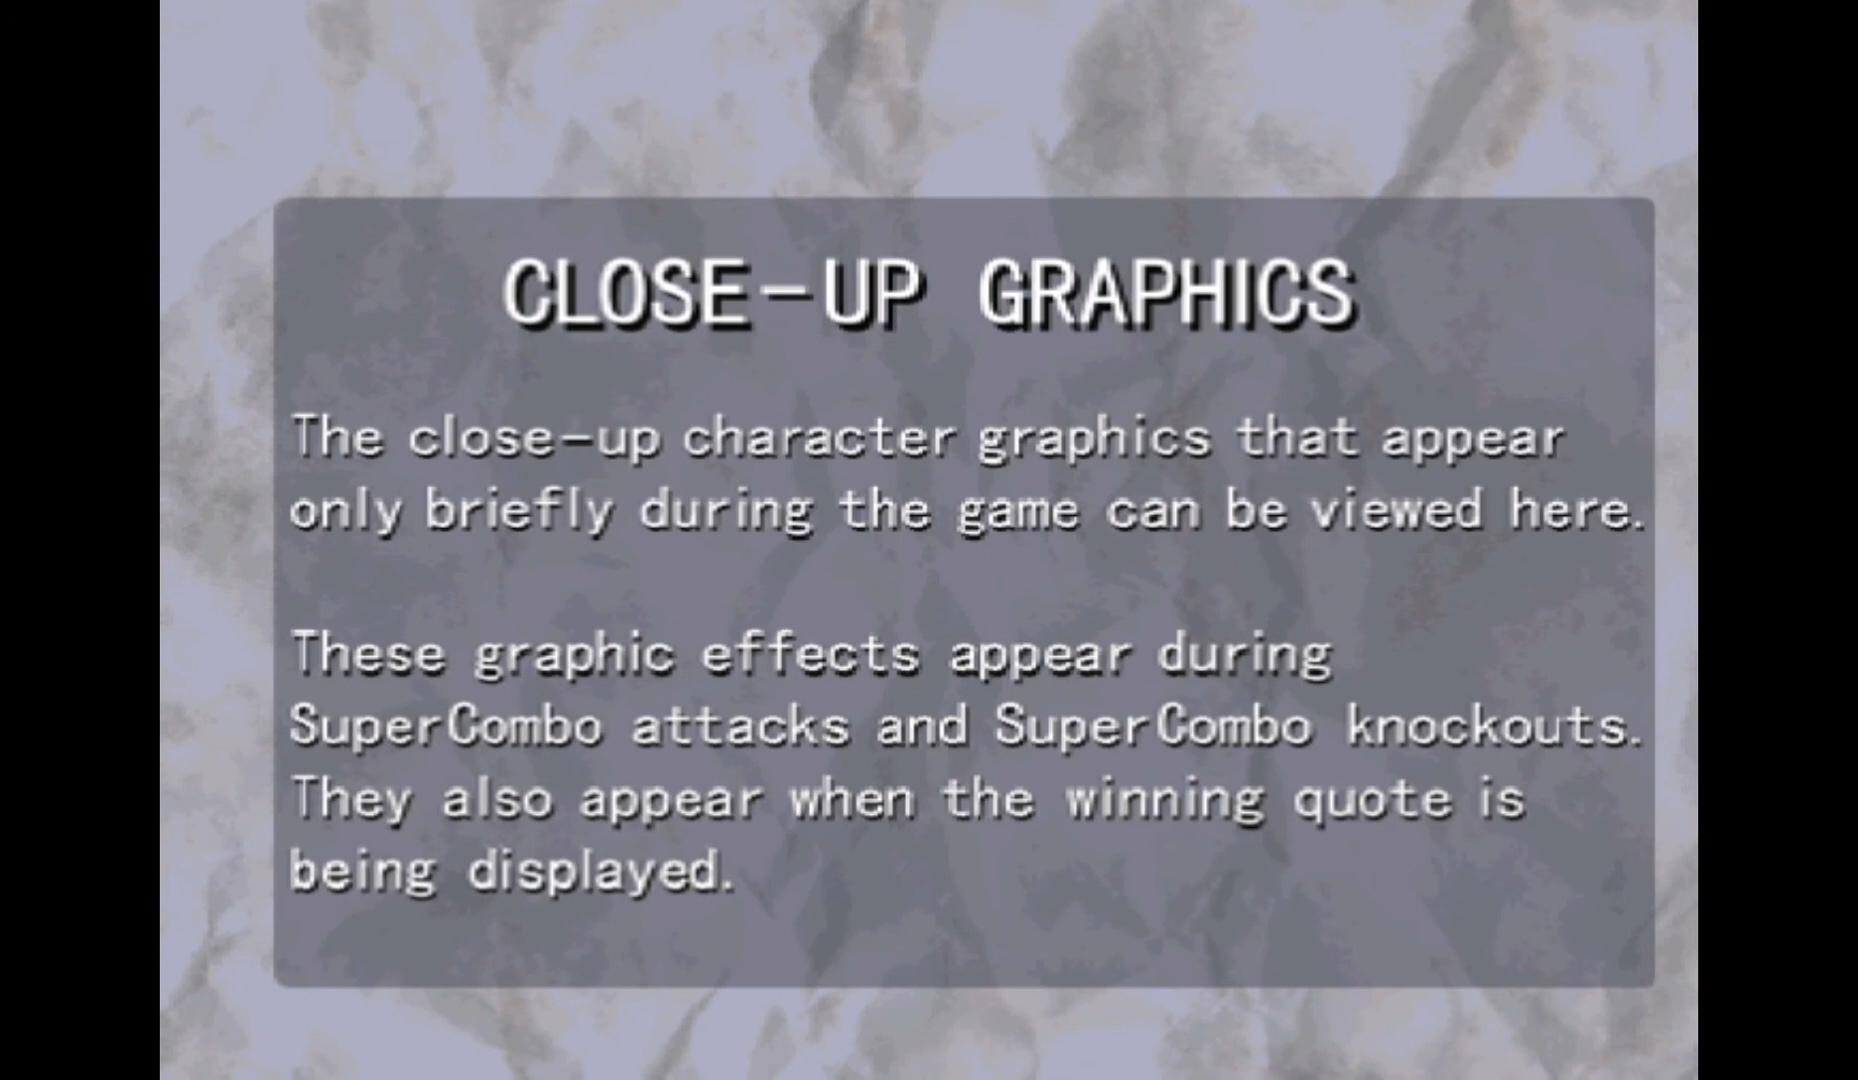 CLOSE-UP GRAPHICS
The close-up character graphics that appear
only briefly during the game can be viewed here.
These graphic effects appear during
SuperCombo attacks and SuperCombo knockouts.
They also appear when the winning quote is
being displayed.